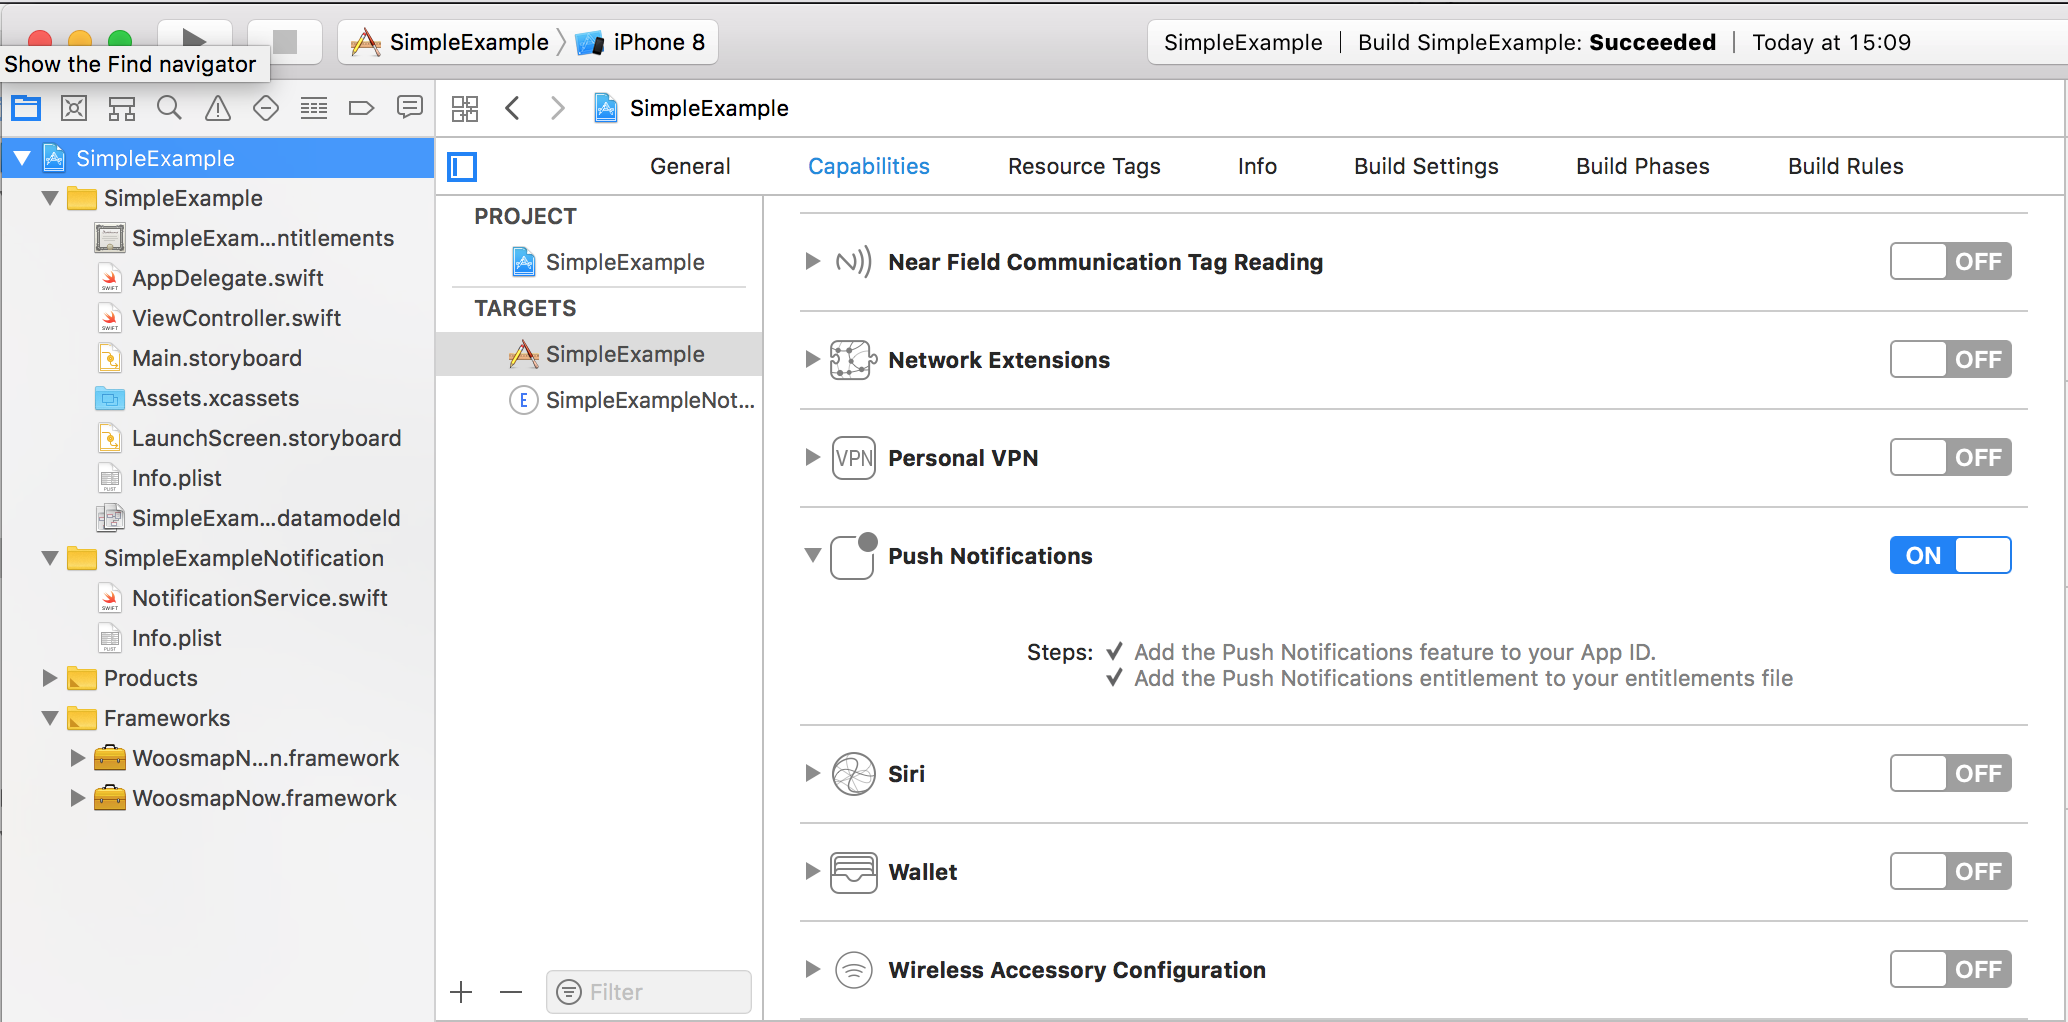 SimpleExample
iPhone 8
SimpleExample | Build SimpleExample: Succeeded | Today at 15:09
Show the Find navigator
SimpleExample
SimpleExample
SimpleExample
SimpleExam...ntitlements
AppDelegate.swift
ViewController.swift
Main.storyboard
Assets.xcassets
LaunchScreen.storyboard
Info.plist
SimpleExam...datamodeld
SimpleExampleNotification
NotificationService.swift
Info.plist
Products
Frameworks
WoosmapN...n.framework
WoosmapNow.framework
General
Capabilities
Resource Tags
Info
Build Settings
Build Phases
Build Rules
PROJECT
SimpleExample
TARGETS
SimpleExample
E SimpleExampleNot...
Filter
Near Field Communication Tag Reading
OFF
Network Extensions
OFF
VPN
Personal VPN
OFF
Push Notifications
ON
Steps: ✓ Add the Push Notifications feature to your App ID.
✓ Add the Push Notifications entitlement to your entitlements file
Siri
OFF
Wallet
OFF
Wireless Accessory Configuration
OFF